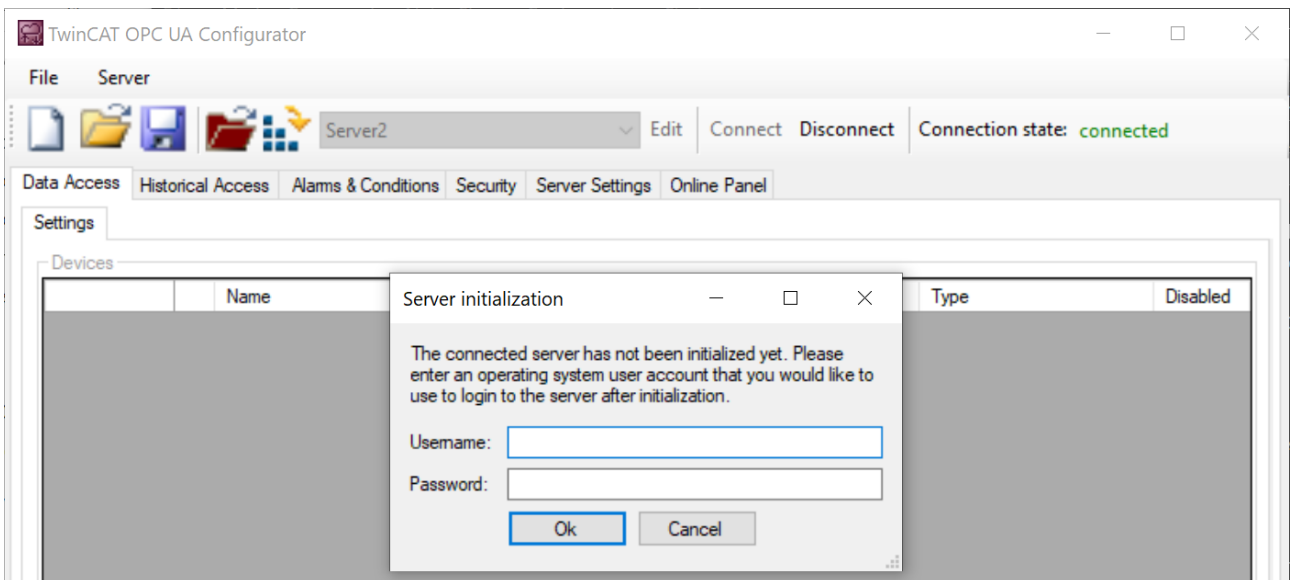 TwinCAT OPC UA Configurator
File Server
Server2 Edit Connect Disconnect Connection state: connected
Data Access Historical Access Alarms & Conditions Security Server Settings Online Panel
Settings
Devices
Name Type Disabled
Server initialization
The connected server has not been initialized yet. Please
enter an operating system user account that you would like to
use to login to the server after initialization.
Username:
Password:
Ok Cancel